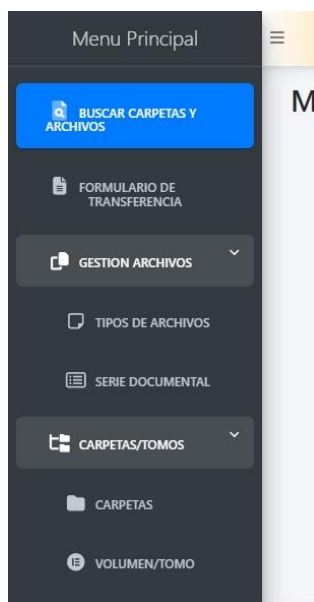 Menu Principal
M
BUSCAR CARPETAS Y
ARCHIVOS
FORMULARIO DE
TRANSFERENCIA
GESTION ARCHIVOS
TIPOS DE ARCHIVOS
SERIE DOCUMENTAL
CARPETAS/TOMOS
CARPETAS
VOLUMEN/TOMO